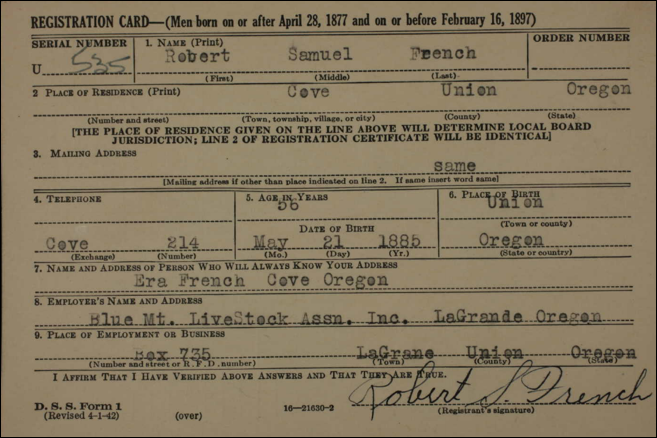 REGISTRATION CARD—(Men born on or after April 28, 1877 and on or before February 16, 1897)
SERIAL NUMBER 1. NAME (Print) ORDER NUMBER
U 535 Robert Samuel French
(First) (Middle) (Last)
2 PLACE OF RESIDENCE (Print) Cove Union Oregon
(Number and street) (Town, township, village, or city) (County) (State)
[THE PLACE OF RESIDENCE GIVEN ON THE LINE ABOVE WILL DETERMINE LOCAL BOARD
JURISDICTION; LINE 2 OF REGISTRATION CERTIFICATE WILL BE IDENTICAL]
3. MAILING ADDRESS
same
[Mailing address if other than place indicated on line 2. If same insert word same]
4. TELEPHONE 5. AGE IN YEARS 6. PLACE OF BIRTH
56 Union
DATE OF BIRTH (Town or county)
Cove 214 May 21 1885 Oregon
(Exchange) (Number) (Mo.) (Day) (Yr.) (State or country)
7. NAME AND ADDRESS OF PERSON WHO WILL ALWAYS KNOW YOUR ADDRESS
Era French Cove Oregon
8. EMPLOYER'S NAME AND ADDRESS
Blue Mt. LiveStock Assn. Inc. LaGrande Oregon
9. PLACE OF EMPLOYMENT OR BUSINESS
Box 735 LaGrane Union Oregon
(Number and street or R.F.D. number) (Town) (County) (State)
I AFFIRM THAT I HAVE VERIFIED ABOVE ANSWERS AND THAT THEY ARE TRUE.
Robert S. French
D. S. S. Form 1
(Revised 4-1-42) (over) 16—21630-2 (Registrant's signature)